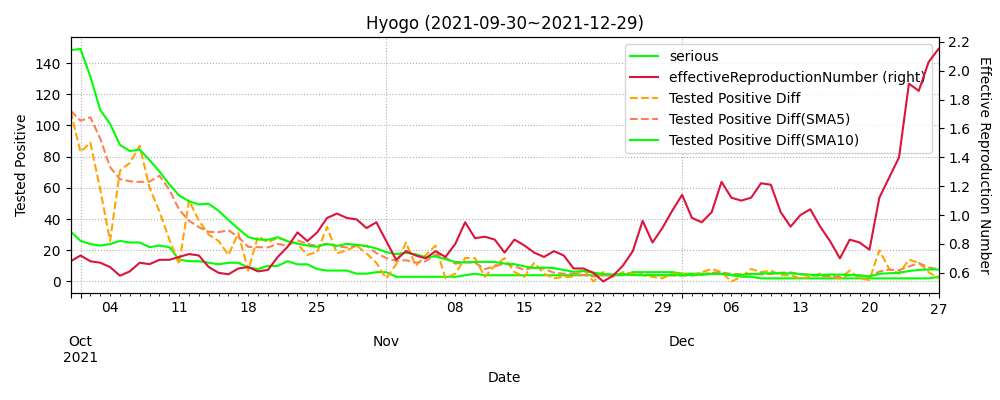 Hyogo (2021-09-30~2021-12-29)
serious
effectiveReproductionNumber (right)
Tested Positive Diff
Tested Positive Diff(SMA5)
Tested Positive Diff(SMA10)
Tested Positive
140
120
100
80
60
40
20
0
2.2
2.0
1.8
1.6
1.4
1.2
1.0
0.8
0.6
Effective Reproduction Number
04 11 18 25 08 15 22 29 06 13 20 27
Oct Nov Dec
2021
Date